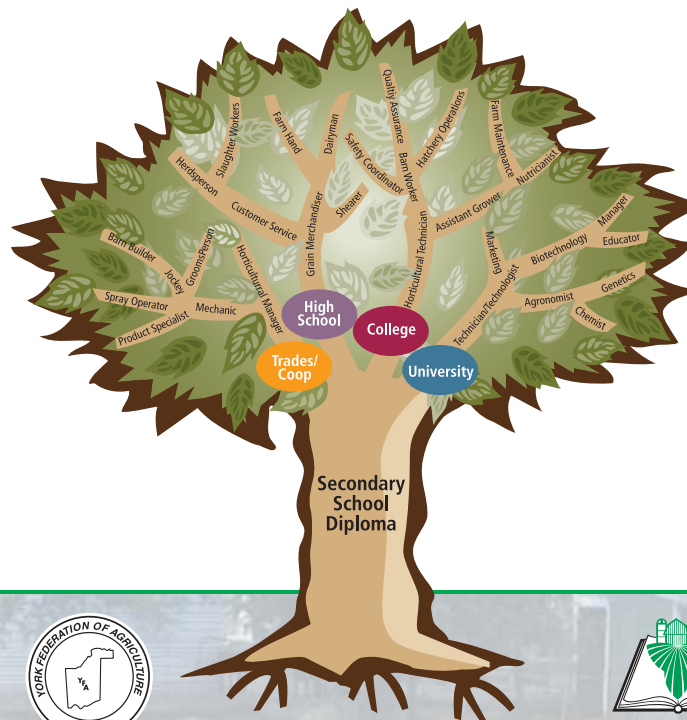 Slaughter Workers
Herdsperson
Customer Service
Farm Hand
Dairyman
Grain Merchandiser
Shearer
Safety Coordinator
Qualtiy Assurance
Barn Worker
Hatchery Operations
Horticultural Technician
Assistant Grower
Farm Maintenance
Nutricianist
Barn Builder
Jockey
GroomsPerson
Spray Operator
Mechanic
Product Specialist
Horticultural Manager
Marketing
Technician/Technologist
Biotechnology
Manager
Educator
Agronomist
Genetics
Chemist
High
School
College
Trades/
Coop
University
Secondary
School
Diploma
YORK FEDERATION OF AGRICULTURE
YFA